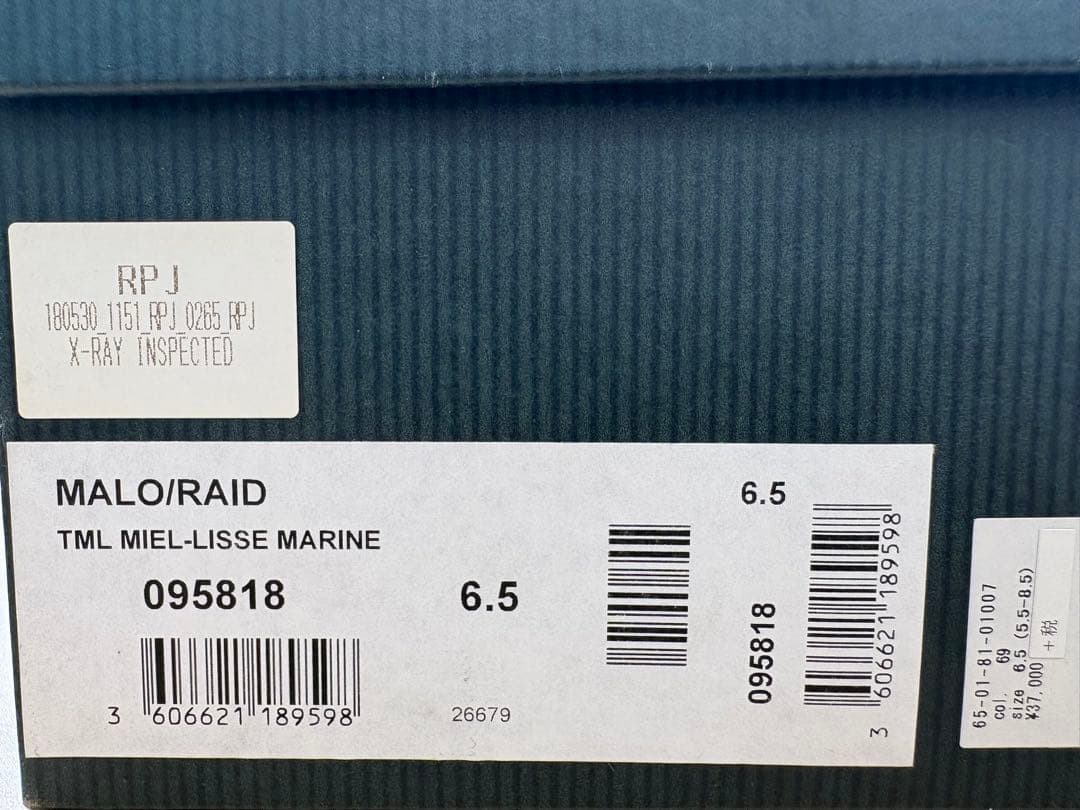 RPJ
180530_1151_RPJ_0265_RPJ
X-RAY INSPECTED
MALO/RAID
TML MIEL-LISSE MARINE
095818
6.5
3 606621 189598
26679
6.5
095818
3 606621 189598
65-01-81-01007
col. 69
size 6.5 (5.5-8.5)
¥37,000 +税